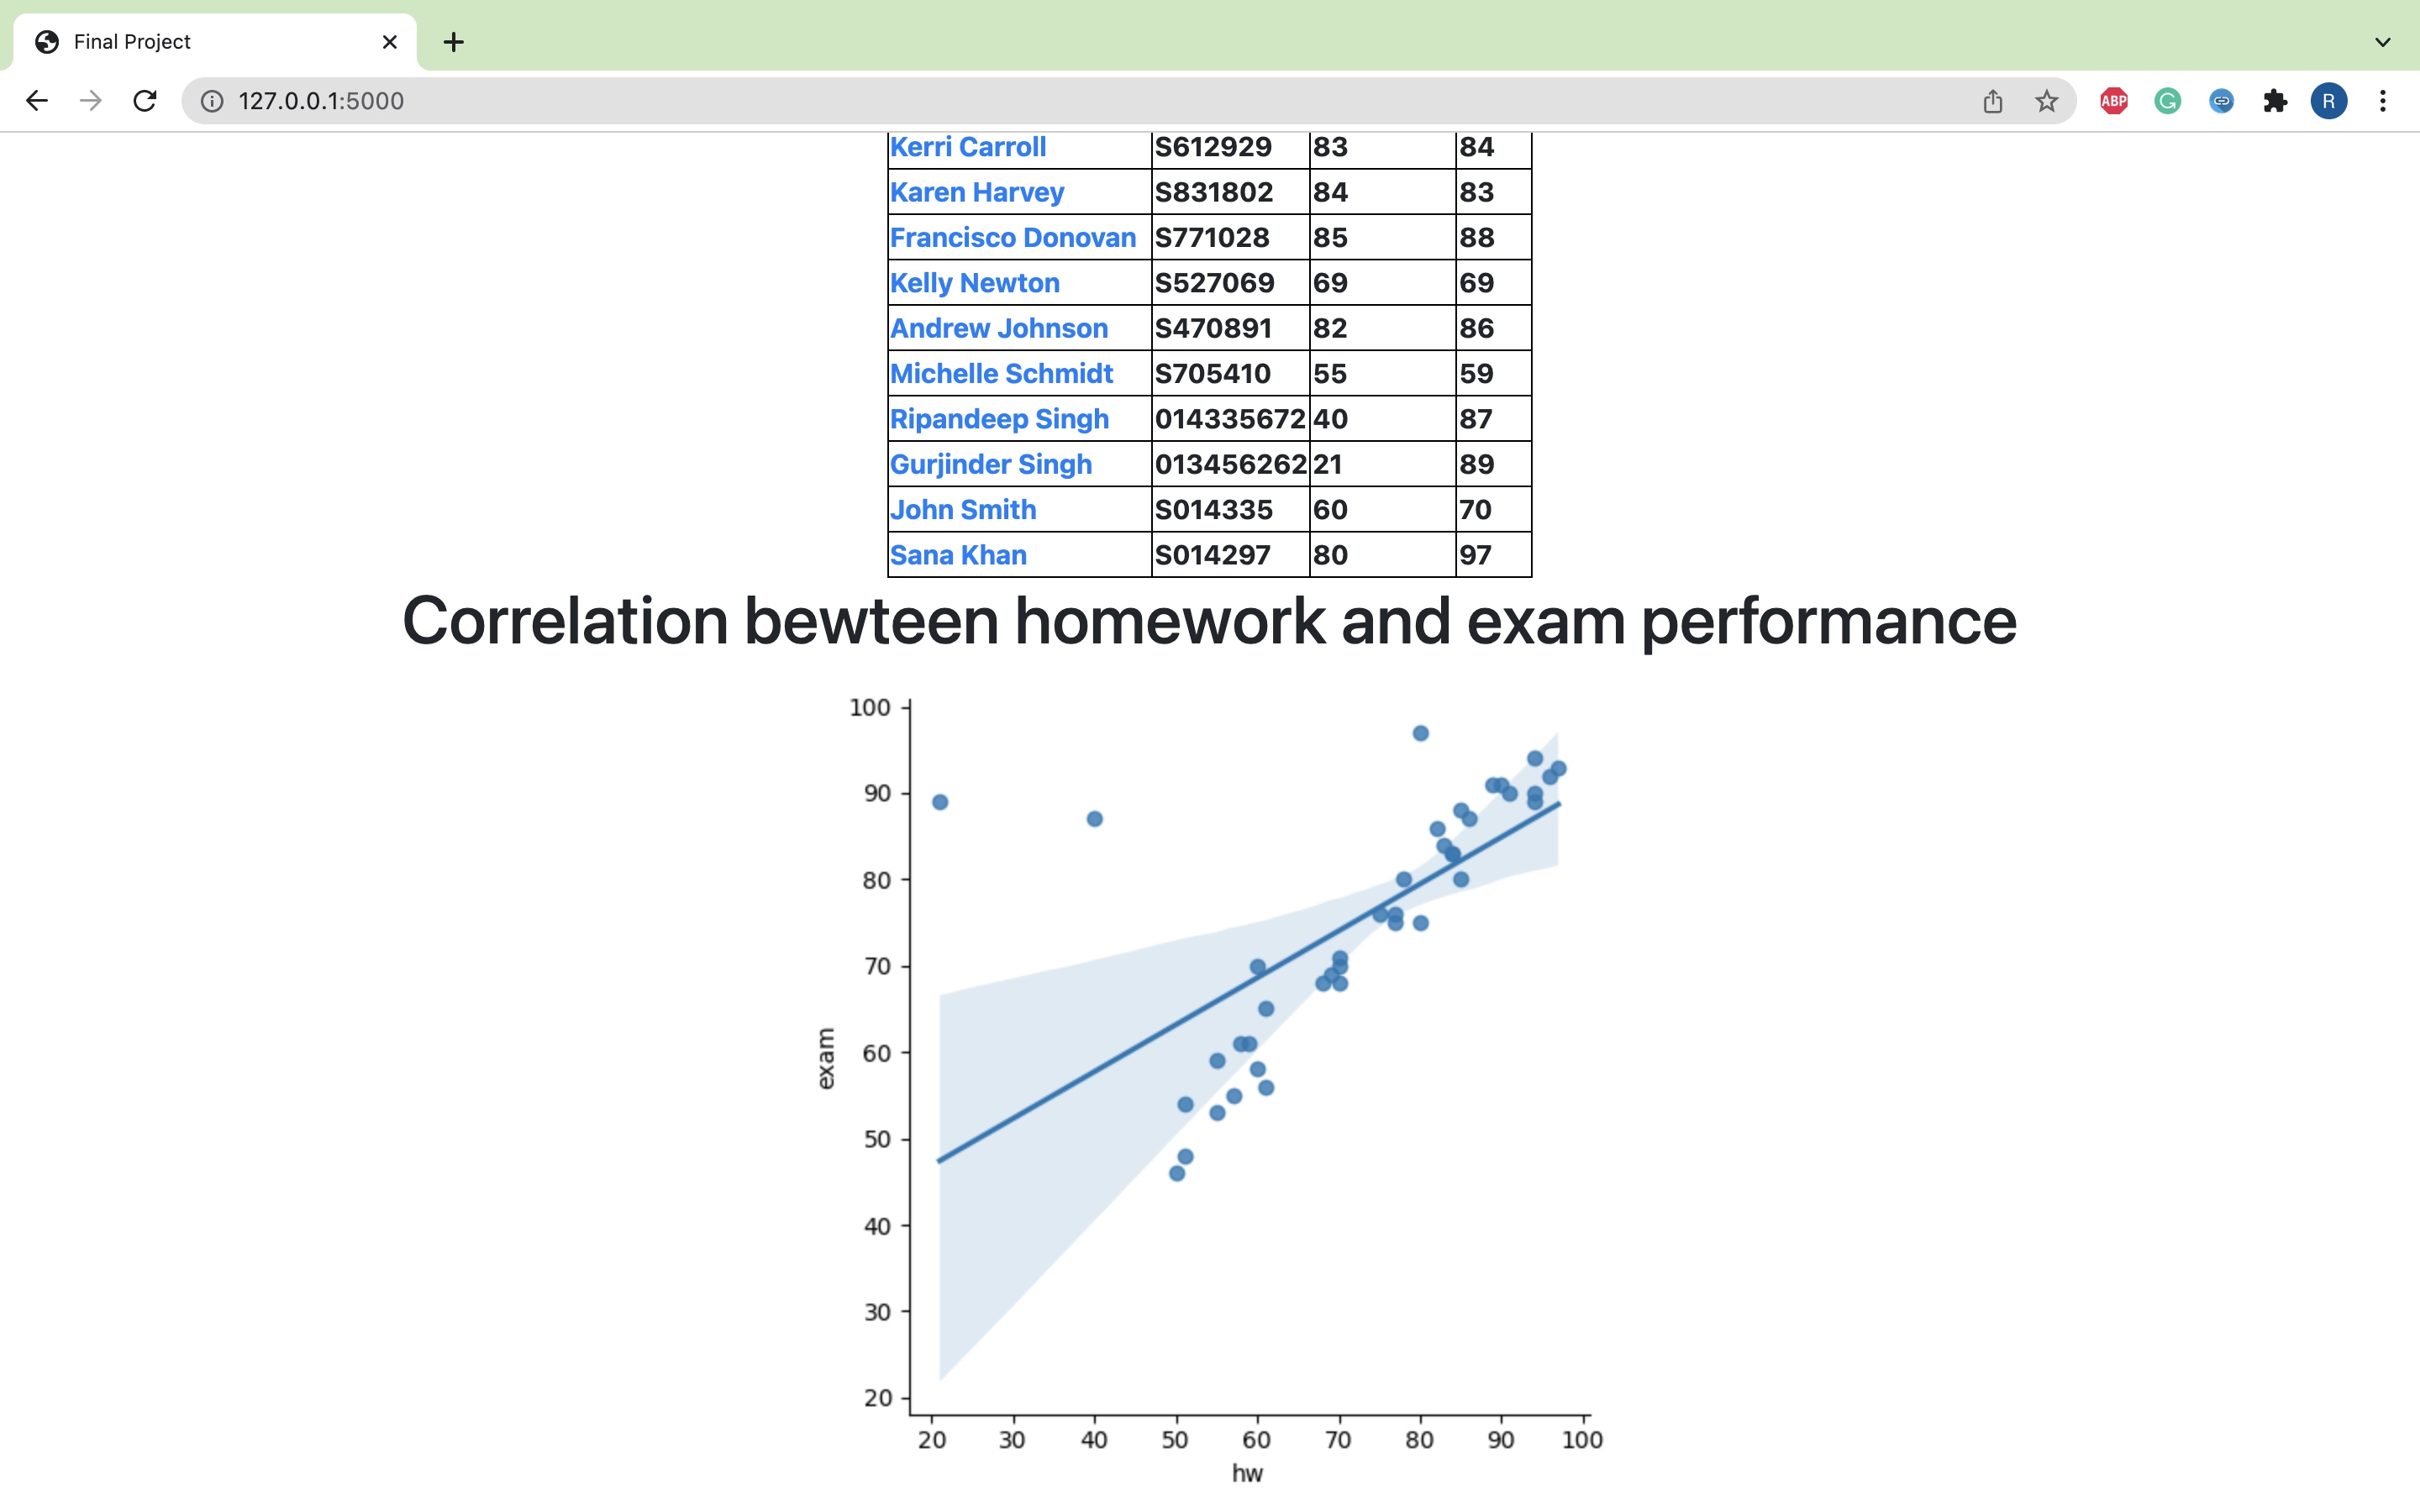 Final Project
127.0.0.1:5000
ABP
G
R
Kerri Carroll S612929 83 84
Karen Harvey S831802 84 83
Francisco Donovan S771028 85 88
Kelly Newton S527069 69 69
Andrew Johnson S470891 82 86
Michelle Schmidt S705410 55 59
Ripandeep Singh 014335672 40 87
Gurjinder Singh 013456262 21 89
John Smith S014335 60 70
Sana Khan S014297 80 97
Correlation bewteen homework and exam performance
100
90
80
70
60
50
40
30
20
exam
20 30 40 50 60 70 80 90 100
hw